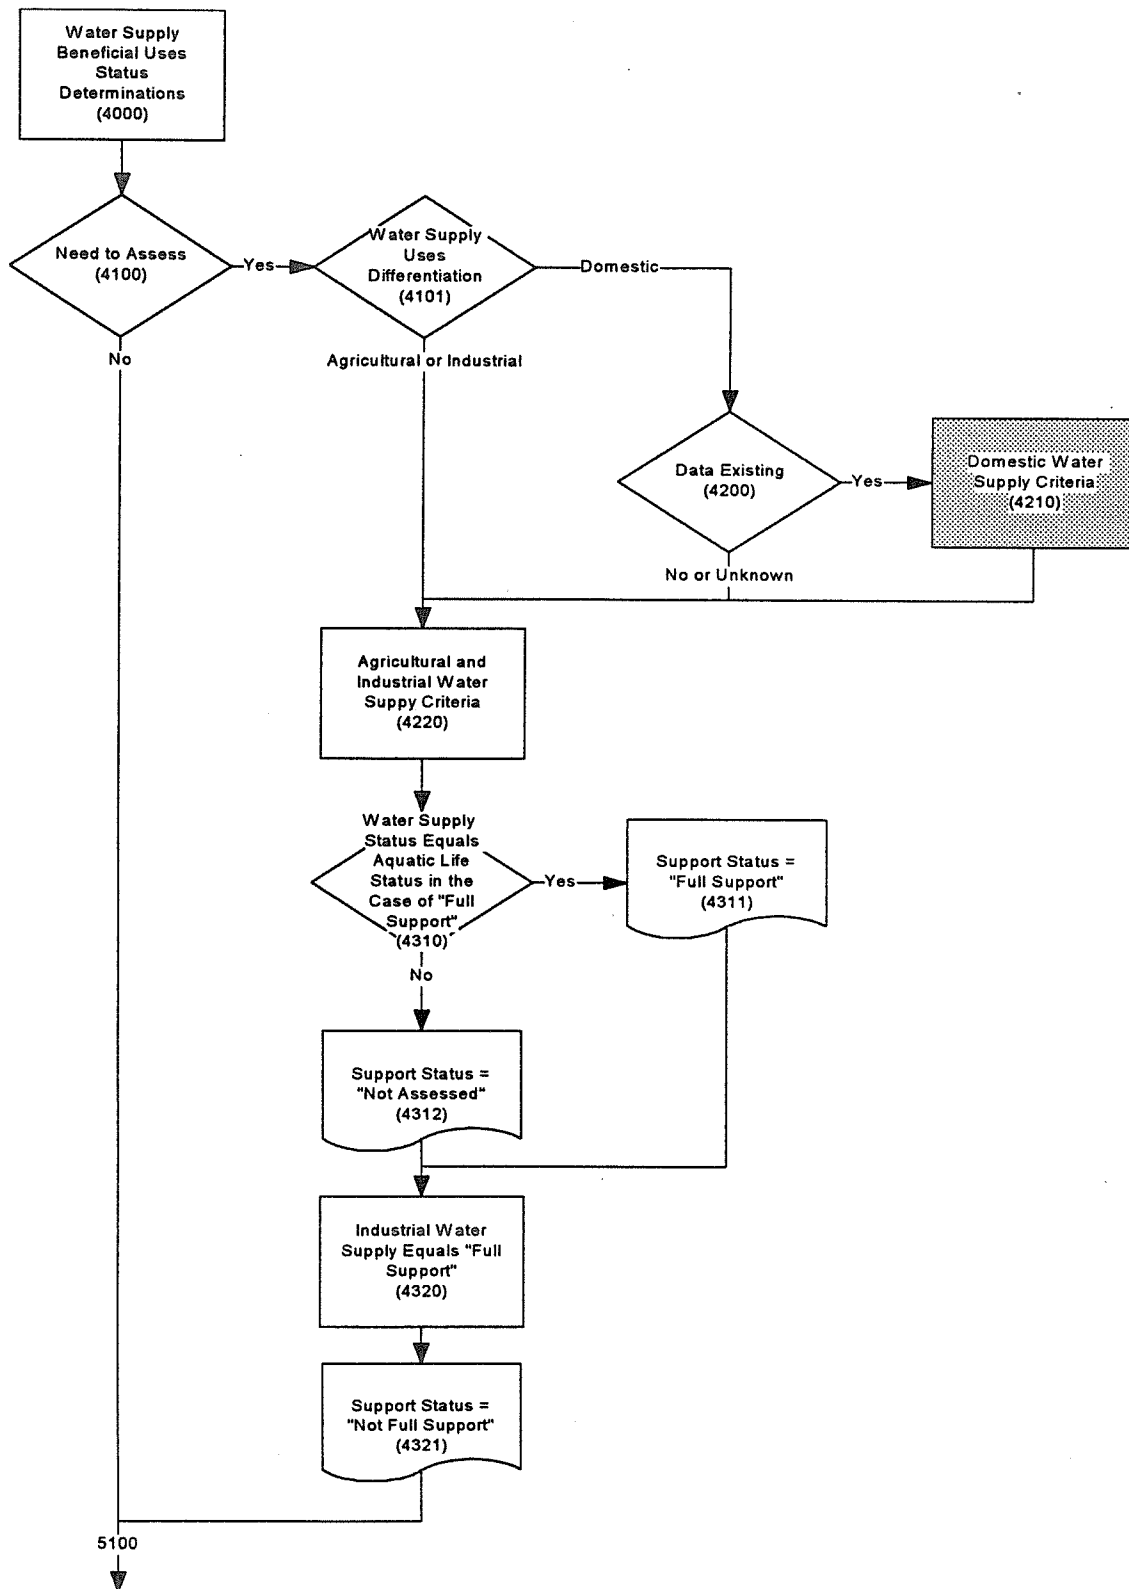 Water Supply
Beneficial Uses
Status
Determinations
(4000)
Need to Assess
(4100)
Yes
Water Supply
Uses
Differentiation
(4101)
Domestic
No
Agricultural or Industrial
Data Existing
(4200)
Yes
Domestic Water
Supply Criteria
(4210)
No or Unknown
Agricultural and
Industrial Water
Suppy Criteria
(4220)
Water Supply
Status Equals
Aquatic Life
Status in the
Case of "Full
Support"
(4310)
Yes
Support Status =
"Full Support"
(4311)
No
Support Status =
"Not Assessed"
(4312)
Industrial Water
Supply Equals "Full
Support"
(4320)
Support Status =
"Not Full Support"
(4321)
5100